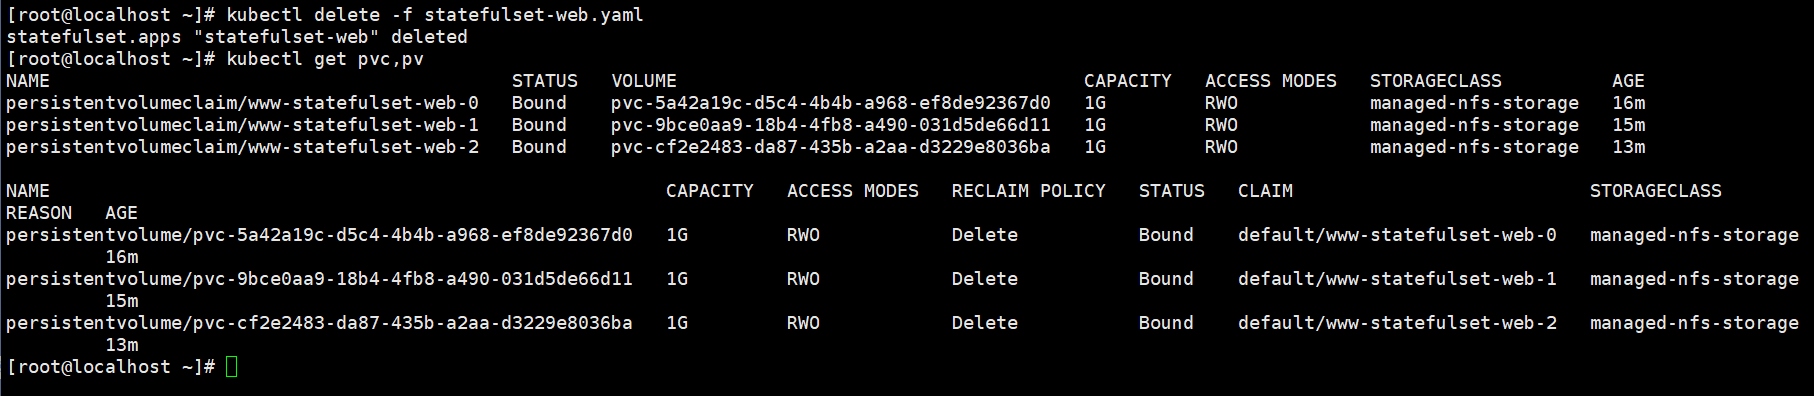 [root@localhost ~]# kubectl delete -f statefulset-web.yaml
statefulset.apps "statefulset-web" deleted
[root@localhost ~]# kubectl get pvc,pv
NAME                                          STATUS   VOLUME                                     CAPACITY   ACCESS MODES   STORAGECLASS          AGE
persistentvolumeclaim/www-statefulset-web-0   Bound    pvc-5a42a19c-d5c4-4b4b-a968-ef8de92367d0   1G         RWO            managed-nfs-storage   16m
persistentvolumeclaim/www-statefulset-web-1   Bound    pvc-9bce0aa9-18b4-4fb8-a490-031d5de66d11   1G         RWO            managed-nfs-storage   15m
persistentvolumeclaim/www-statefulset-web-2   Bound    pvc-cf2e2483-da87-435b-a2aa-d3229e8036ba   1G         RWO            managed-nfs-storage   13m
NAME                                                        CAPACITY   ACCESS MODES   RECLAIM POLICY   STATUS   CLAIM                           STORAGECLASS
REASON   AGE
persistentvolume/pvc-5a42a19c-d5c4-4b4b-a968-ef8de92367d0   1G         RWO            Delete           Bound    default/www-statefulset-web-0   managed-nfs-storage
         16m
persistentvolume/pvc-9bce0aa9-18b4-4fb8-a490-031d5de66d11   1G         RWO            Delete           Bound    default/www-statefulset-web-1   managed-nfs-storage
         15m
persistentvolume/pvc-cf2e2483-da87-435b-a2aa-d3229e8036ba   1G         RWO            Delete           Bound    default/www-statefulset-web-2   managed-nfs-storage
         13m
[root@localhost ~]#